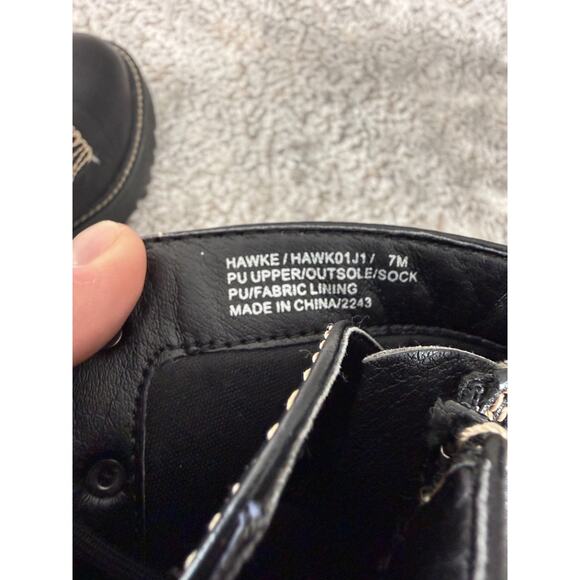 HAWKE / HAWK01J1 / 7M
PU UPPER/OUTSOLE/SOCK
PU/FABRIC LINING
MADE IN CHINA/2243